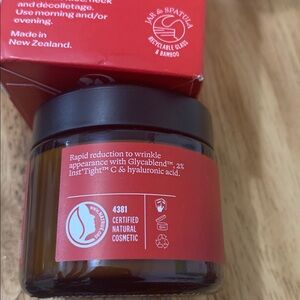 and décolletage.
Use morning and/or
evening.
Made in
New Zealand.
JAR & SPATULA
RECYCLABLE GLASS
& BAMBOO
Rapid reduction to wrinkle
appearance with Glycablend™, 2%
Inst'Tight™ C & hyaluronic acid.
4381
CERTIFIED
NATURAL
COSMETIC